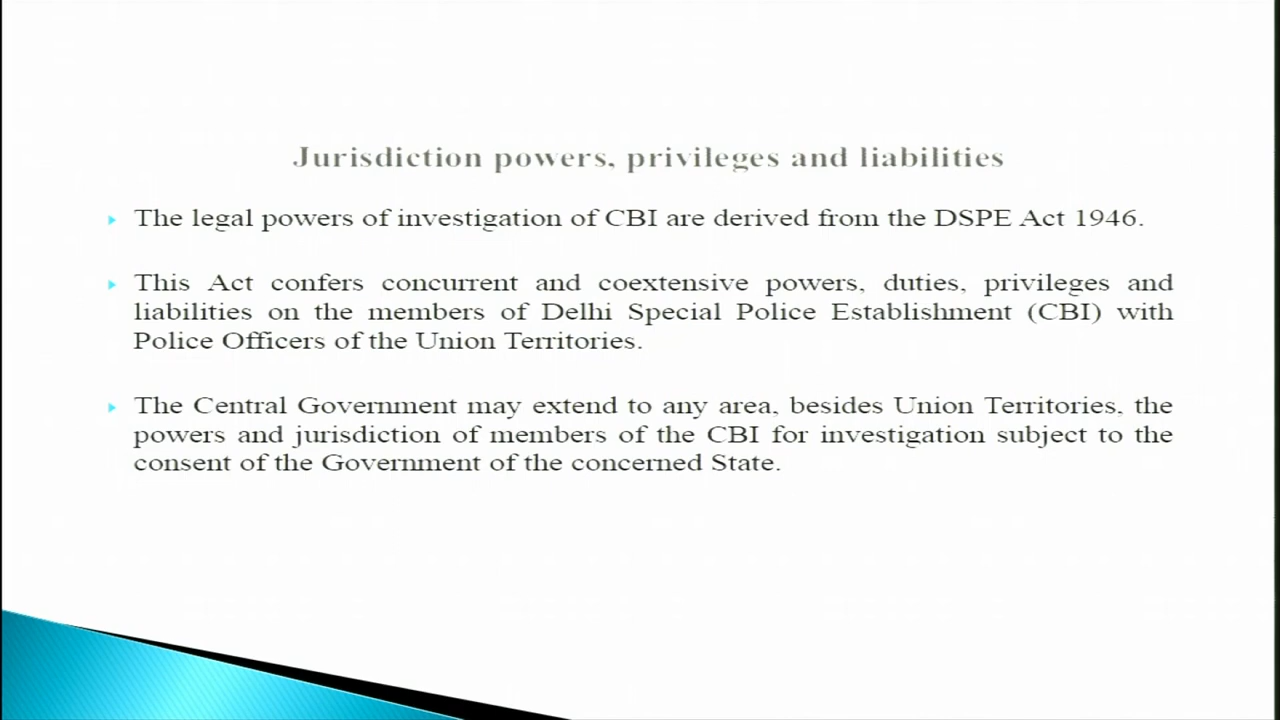 Jurisdiction powers, privileges and liabilities
The legal powers of investigation of CBI are derived from the DSPE Act 1946.
This Act confers concurrent and coextensive powers, duties, privileges and
liabilities on the members of Delhi Special Police Establishment (CBI) with
Police Officers of the Union Territories.
The Central Government may extend to any area, besides Union Territories, the
powers and jurisdiction of members of the CBI for investigation subject to the
consent of the Government of the concerned State.